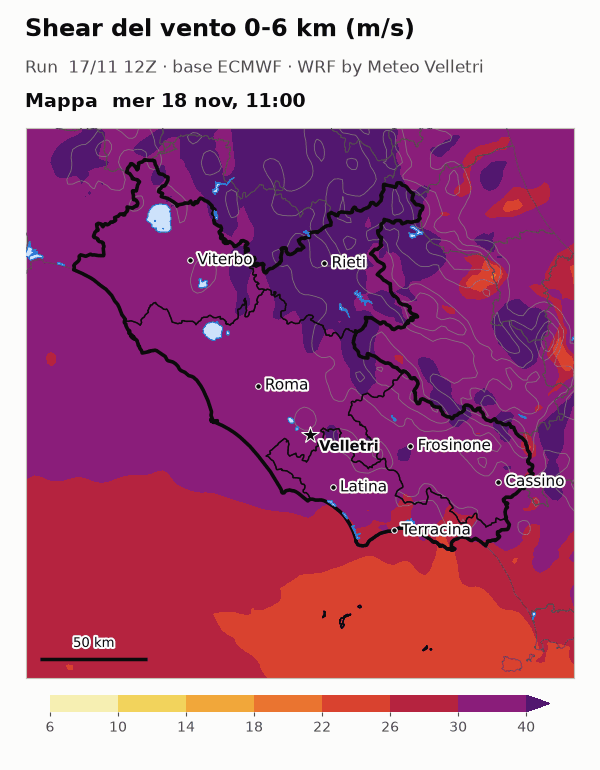 Shear del vento 0-6 km (m/s)
Run  17/11 12Z · base ECMWF · WRF by Meteo Velletri
Mappa  mer 18 nov, 11:00
Viterbo
Rieti
Roma
Velletri
Frosinone
Latina
Cassino
Terracina
50 km
6 10 14 18 22 26 30 40